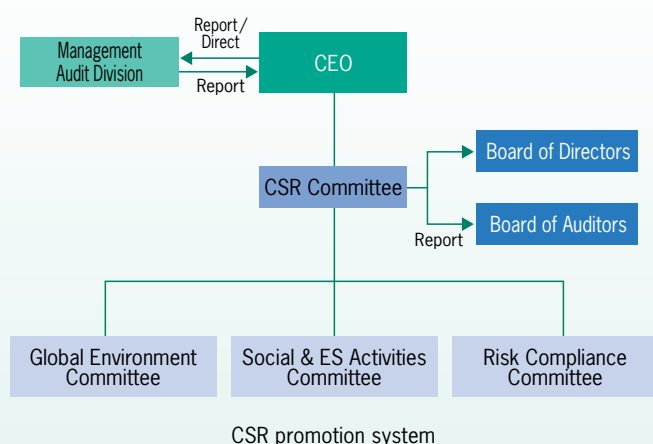 Report/
Direct
Management
Audit Division
CEO
Report
Board of Directors
CSR Committee
Board of Auditors
Report
Global Environment
Committee
Social & ES Activities
Committee
Risk Compliance
Committee
CSR promotion system